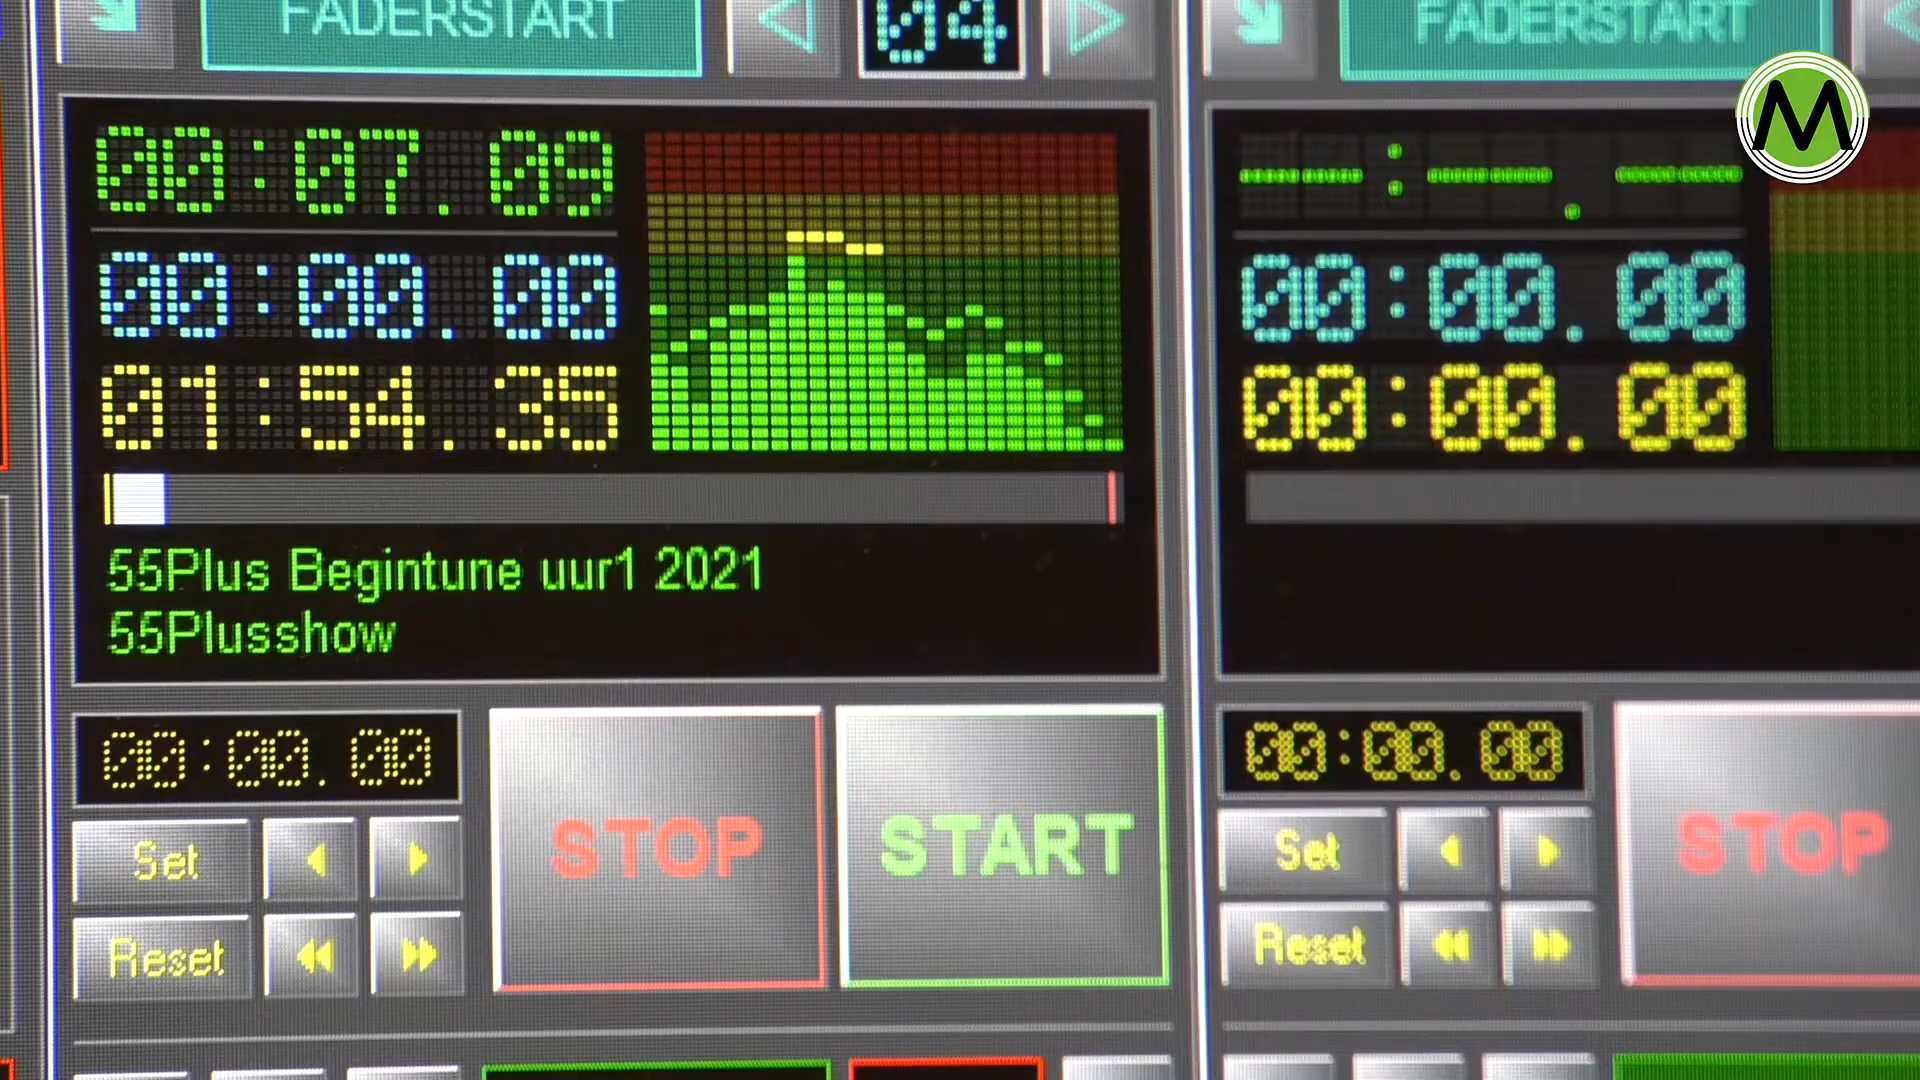 FADERSTART
04
FADERSTART
M
00:07.09
00:00.00
01:54.35
55Plus Begintune uur1 2021
55Plusshow
00:00.00
Set
Reset
STOP
START
--:--.--
00:00.00
00:00.00
00:00.00
Set
Reset
STOP